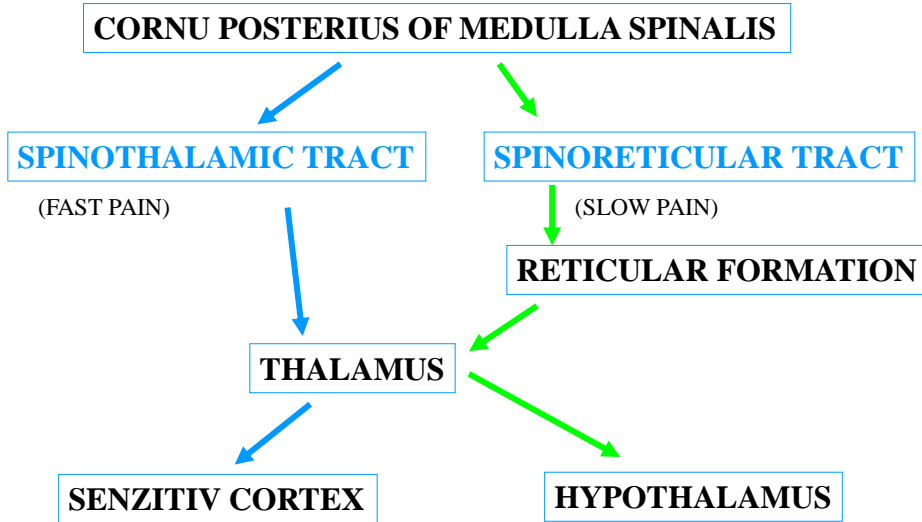 CORNU POSTERIUS OF MEDULLA SPINALIS
SPINOTHALAMIC TRACT
SPINORETICULAR TRACT
(FAST PAIN)
(SLOW PAIN)
RETICULAR FORMATION
THALAMUS
SENZITIV CORTEX
HYPOTHALAMUS